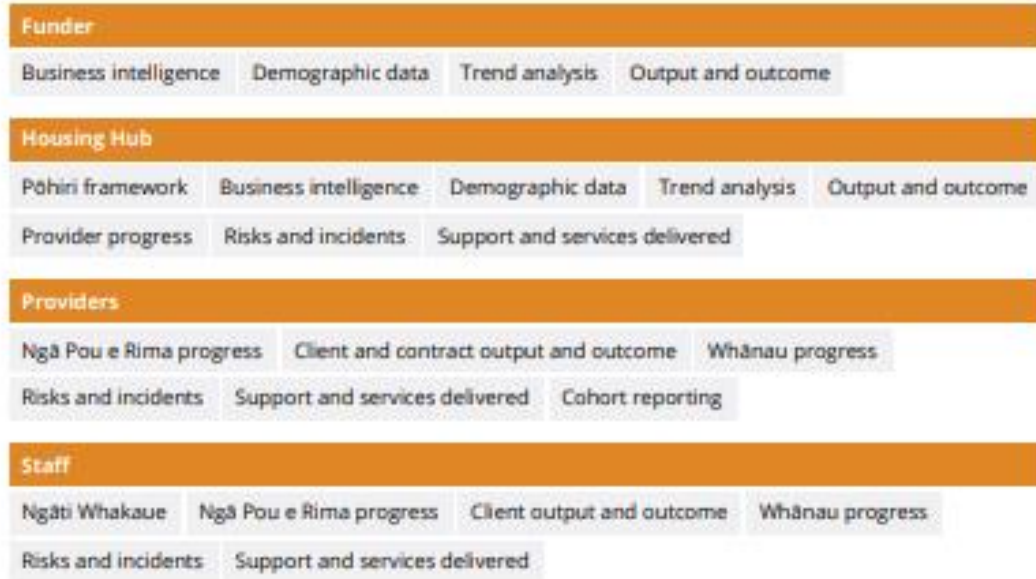 Funder
Business intelligence Demographic data Trend analysis Output and outcome
Housing Hub
Pōhiri framework Business intelligence Demographic data Trend analysis Output and outcome
Provider progress Risks and incidents Support and services delivered
Providers
Ngā Pou e Rima progress Client and contract output and outcome Whānau progress
Risks and incidents Support and services delivered Cohort reporting
Staff
Ngāti Whakaue Ngā Pou e Rima progress Client output and outcome Whānau progress
Risks and incidents Support and services delivered